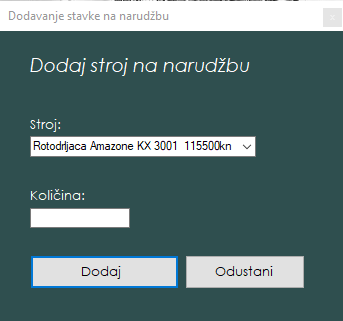 Dodavanje stavke na narudžbu
Dodaj stroj na narudžbu
Stroj:
Rotodrljaca Amazone KX 3001 115500kn
Količina:
Dodaj
Odustani